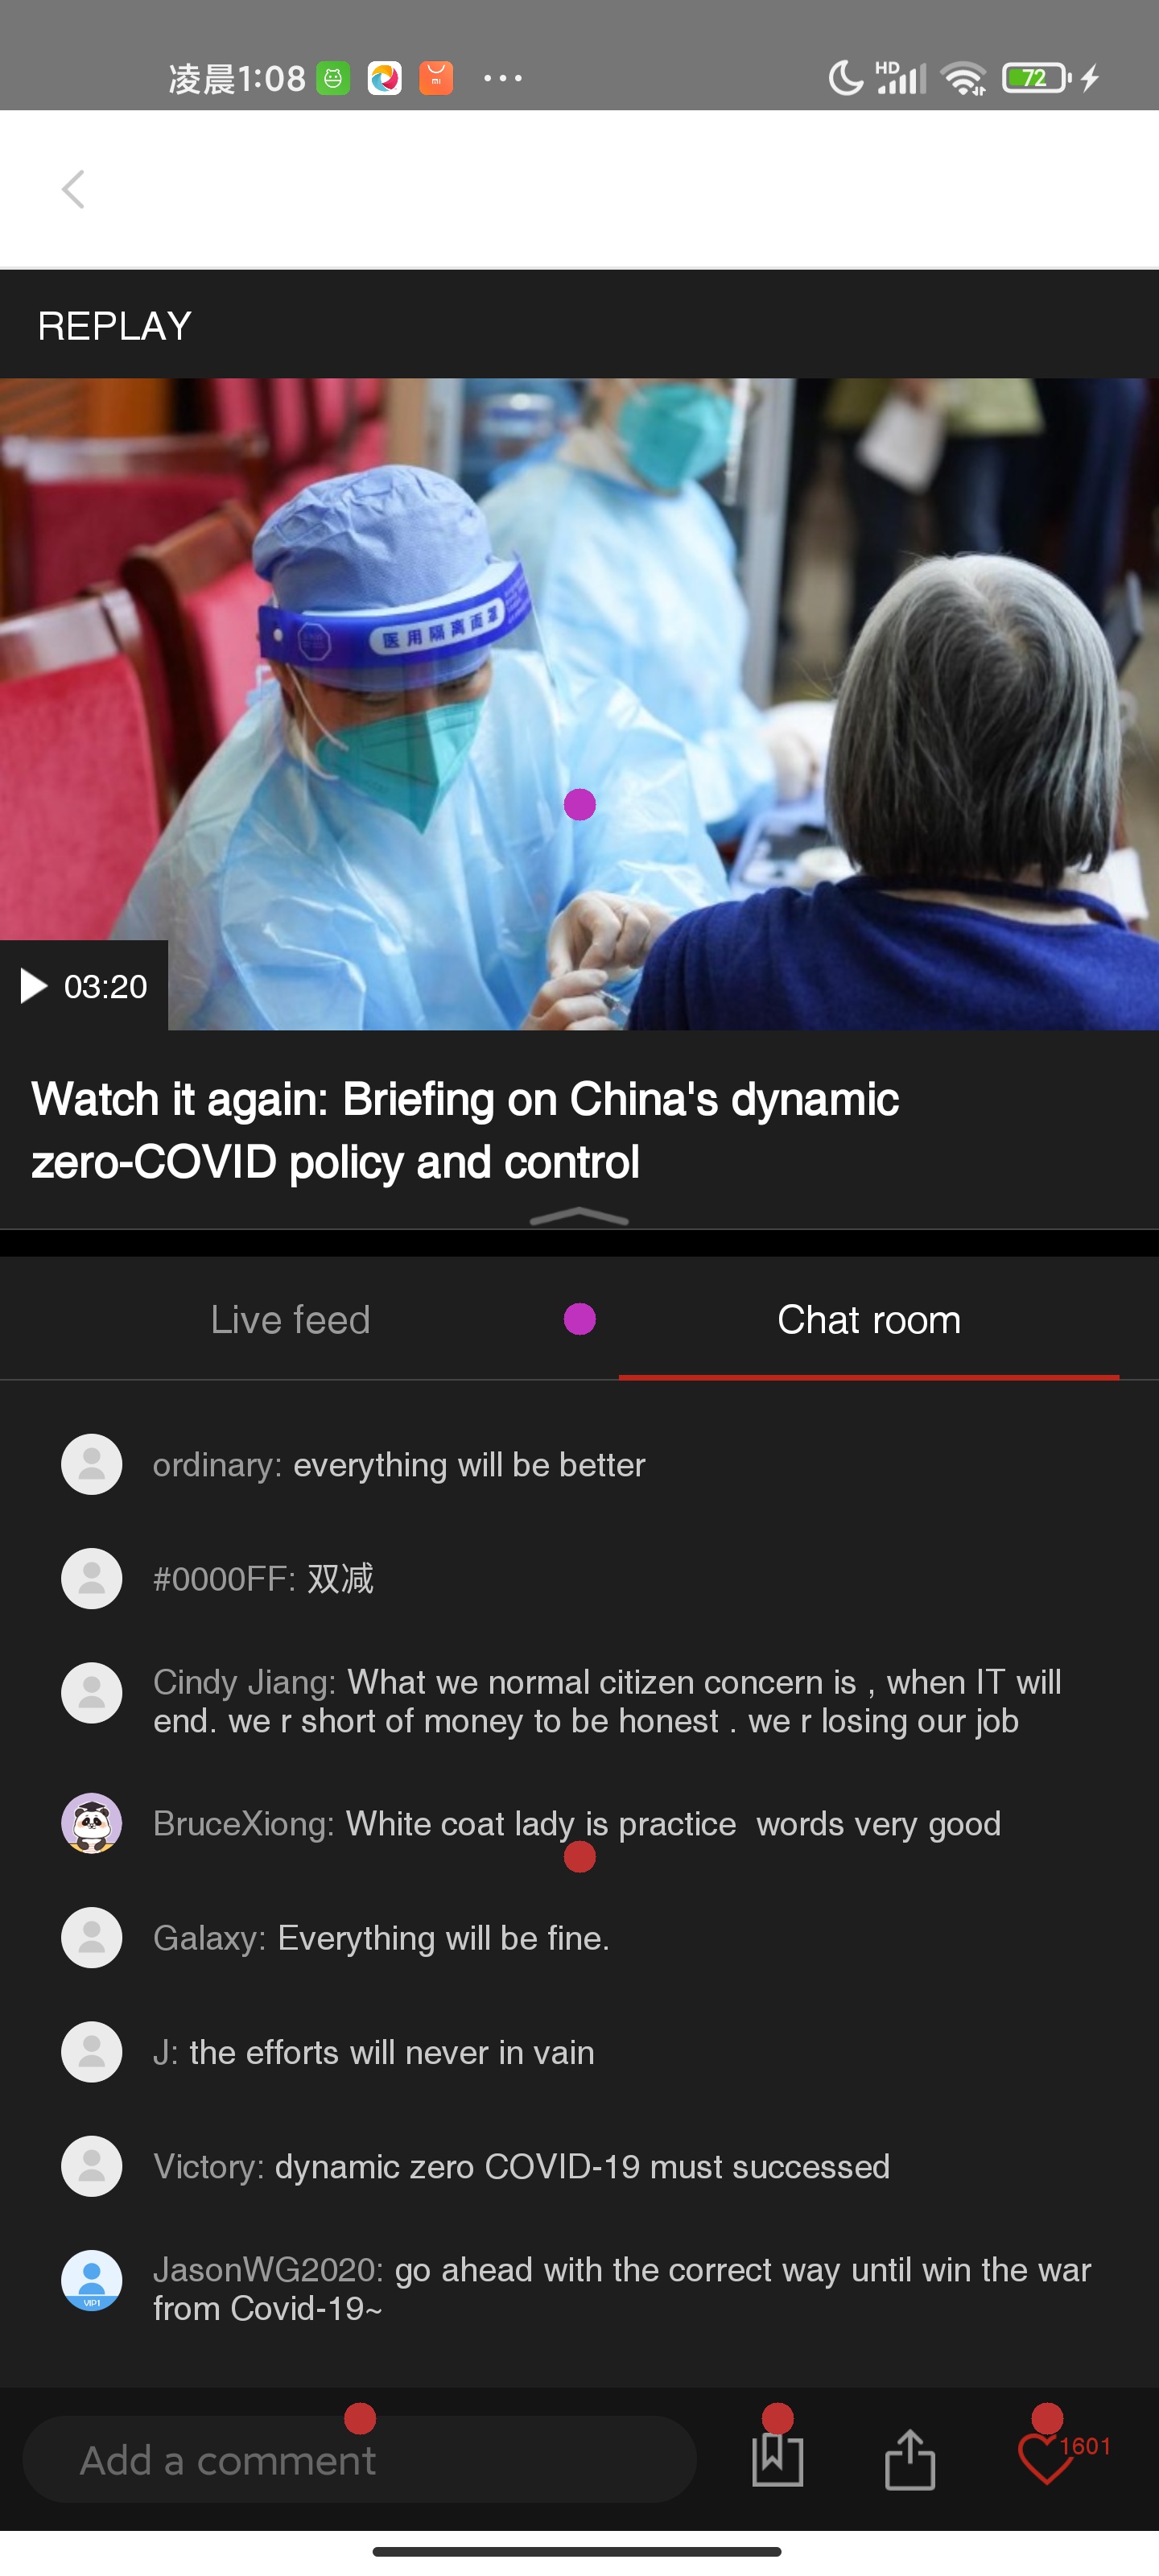 凌晨1:08
HD
72
REPLAY
医用隔离面罩
03:20
Watch it again: Briefing on China's dynamic
zero-COVID policy and control
Live feed
Chat room
ordinary: everything will be better
#0000FF: 双减
Cindy Jiang: What we normal citizen concern is , when IT will
end. we r short of money to be honest . we r losing our job
BruceXiong: White coat lady is practice  words very good
Galaxy: Everything will be fine.
J: the efforts will never in vain
Victory: dynamic zero COVID-19 must successed
JasonWG2020: go ahead with the correct way until win the war
VIP1
from Covid-19~
Add a comment
1601